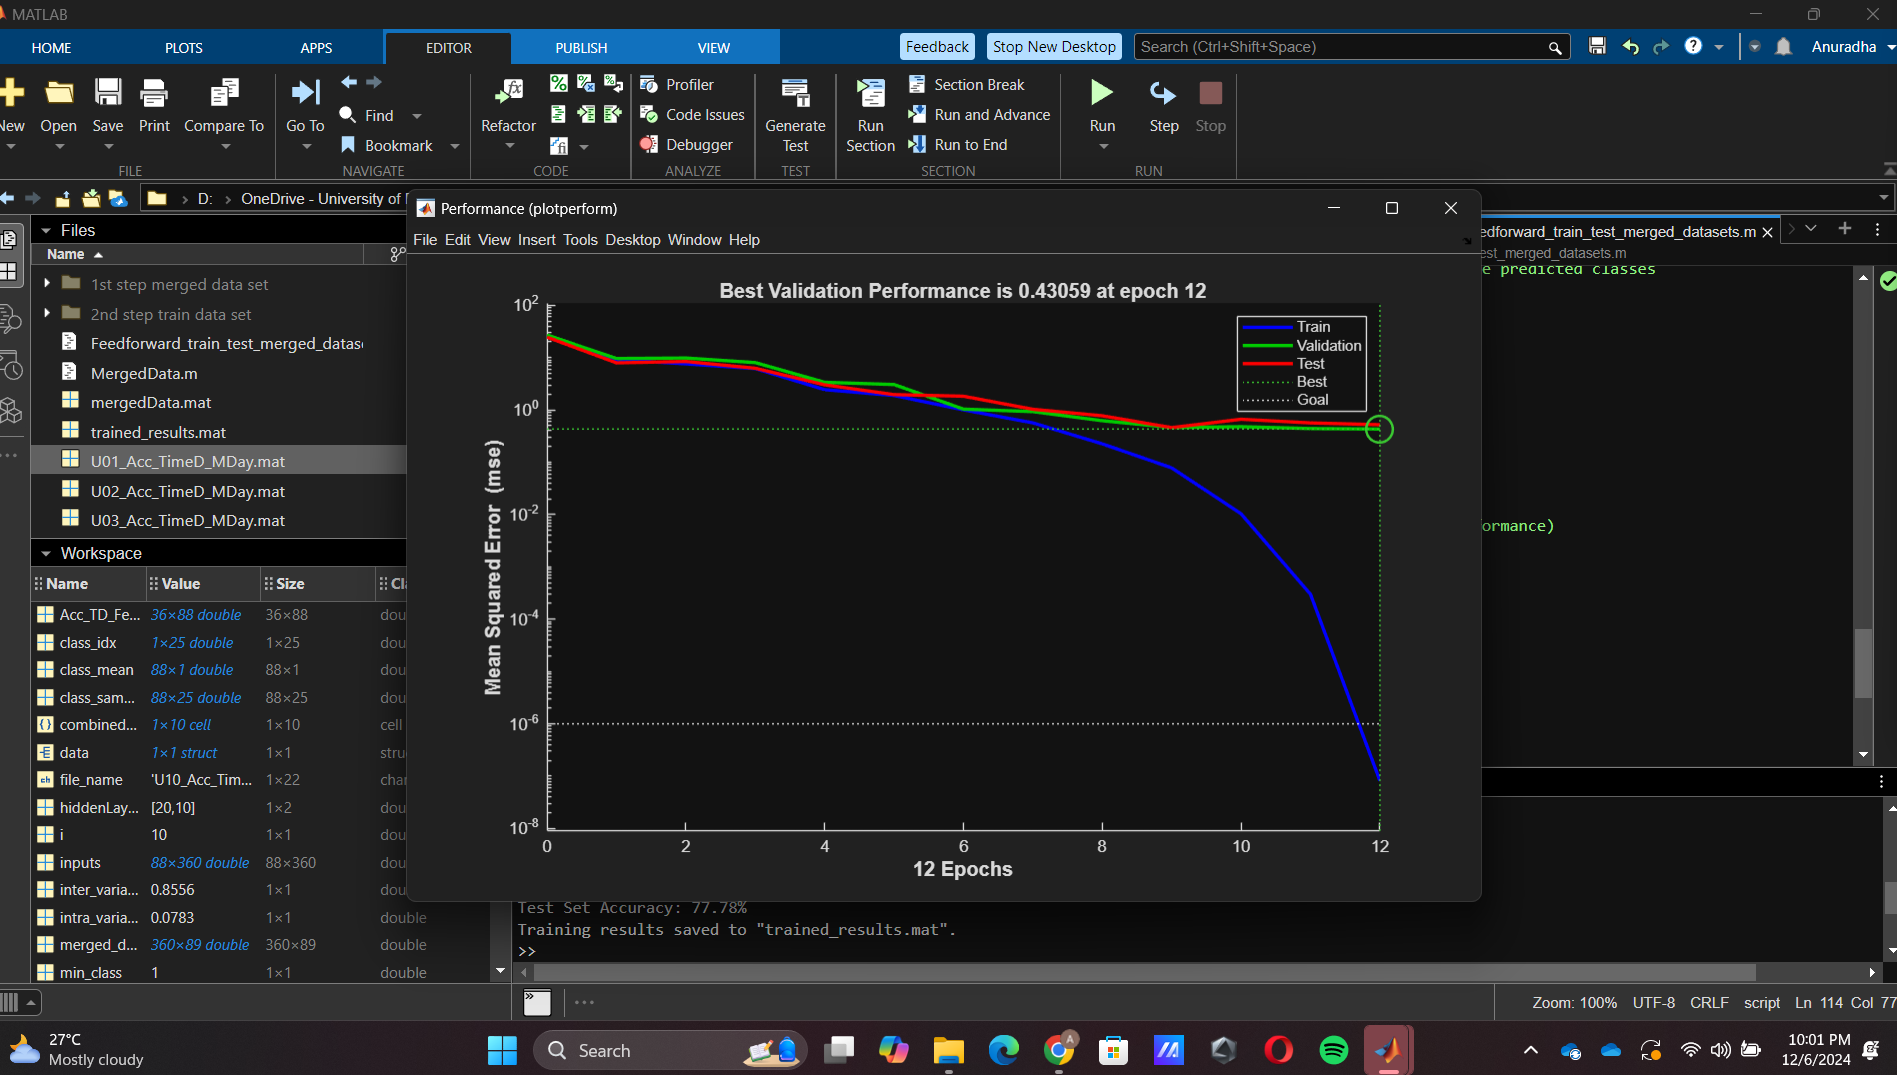 MATLAB
HOME PLOTS APPS EDITOR PUBLISH VIEW Feedback Stop New Desktop Search (Ctrl+Shift+Space) Anuradha
New Open Save Print Compare To Go To Find Bookmark Refactor Profiler Code Issues Debugger Generate Test Run Section Section Break Run and Advance Run to End Run Step Stop
FILE NAVIGATE CODE ANALYZE TEST SECTION RUN
D: › OneDrive - University of
Files
Name
1st step merged data set
2nd step train data set
Feedforward_train_test_merged_datas
MergedData.m
mergedData.mat
trained_results.mat
U01_Acc_TimeD_MDay.mat
U02_Acc_TimeD_MDay.mat
U03_Acc_TimeD_MDay.mat
Workspace
Name Value Size Cl
Acc_TD_Fe... 36×88 double 36×88 dou
class_idx 1×25 double 1×25 dou
class_mean 88×1 double 88×1 dou
class_sam... 88×25 double 88×25 dou
combined... 1×10 cell 1×10 cell
data 1×1 struct 1×1 stru
file_name 'U10_Acc_Tim... 1×22 char
hiddenLay... [20,10] 1×2 dou
i 10 1×1 dou
inputs 88×360 double 88×360 dou
inter_varia... 0.8556 1×1 dou
intra_varia... 0.0783 1×1 double
merged_d... 360×89 double 360×89 double
min_class 1 1×1 double
Performance (plotperform)
File Edit View Insert Tools Desktop Window Help
Best Validation Performance is 0.43059 at epoch 12
Mean Squared Error (mse)
10²
10⁰
10⁻²
10⁻⁴
10⁻⁶
10⁻⁸
Train
Validation
Test
Best
Goal
0 2 4 6 8 10 12
12 Epochs
edforward_train_test_merged_datasets.m
est_merged_datasets.m
e predicted classes
ormance)
Test Set Accuracy: 77.78%
Training results saved to "trained_results.mat".
>>
Zoom: 100% UTF-8 CRLF script Ln 114 Col 77
27°C
Mostly cloudy
Search
10:01 PM
12/6/2024